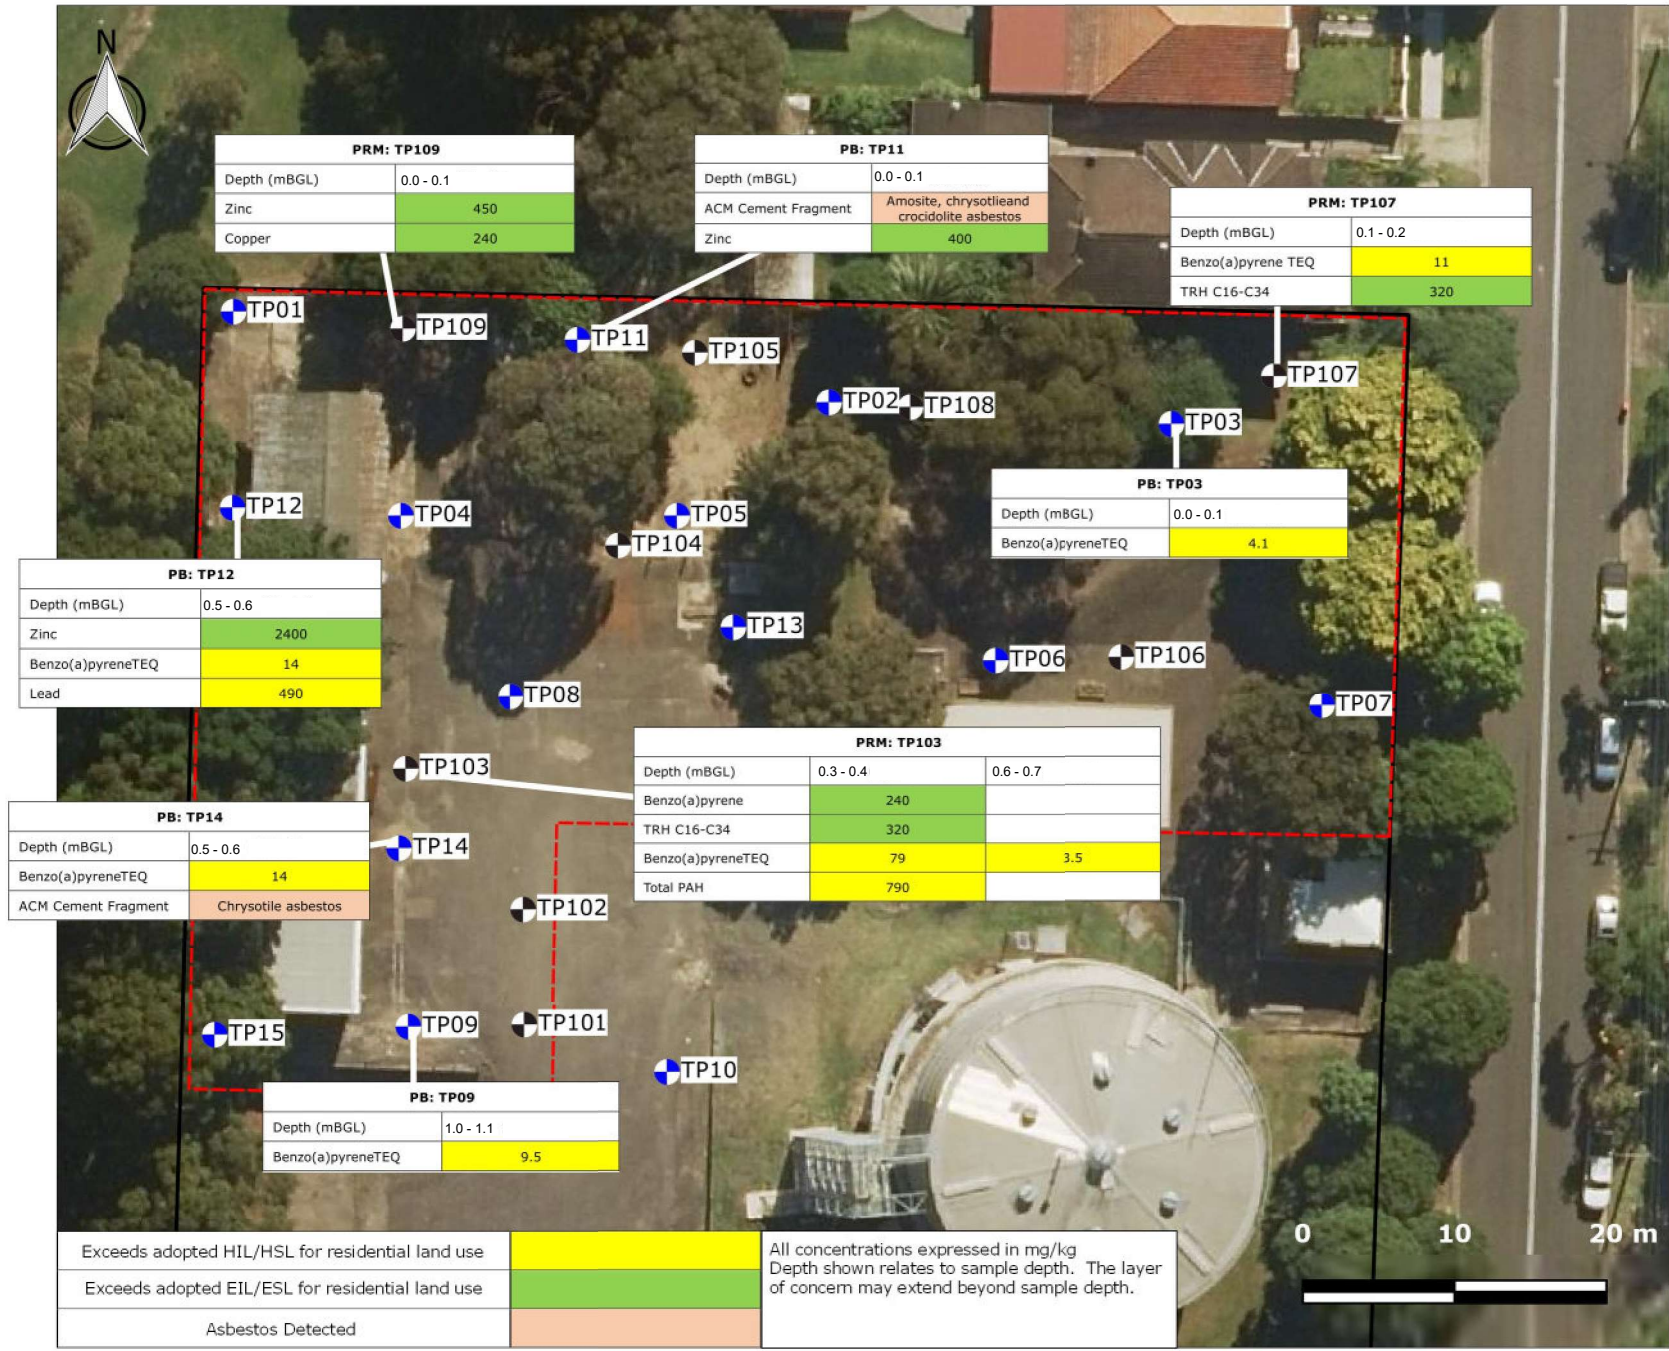 N
PRM: TP109
Depth (mBGL) 0.0 - 0.1
Zinc 450
Copper 240
PB: TP11
Depth (mBGL) 0.0 - 0.1
ACM Cement Fragment Amosite, chrysotlieand
crocidolite asbestos
Zinc 400
PRM: TP107
Depth (mBGL) 0.1 - 0.2
Benzo(a)pyrene TEQ 11
TRH C16-C34 320
TP01
TP109
TP11
TP105
TP107
TP02
TP108
TP03
PB: TP03
Depth (mBGL) 0.0 - 0.1
Benzo(a)pyreneTEQ 4.1
TP12
TP04
TP05
TP104
PB: TP12
Depth (mBGL) 0.5 - 0.6
Zinc 2400
Benzo(a)pyreneTEQ 14
Lead 490
TP13
TP06
TP106
TP08
TP07
TP103
PRM: TP103
Depth (mBGL) 0.3 - 0.4 0.6 - 0.7
Benzo(a)pyrene 240
TRH C16-C34 320
Benzo(a)pyreneTEQ 79 3.5
Total PAH 790
PB: TP14
Depth (mBGL) 0.5 - 0.6
Benzo(a)pyreneTEQ 14
ACM Cement Fragment Chrysotile asbestos
TP14
TP102
TP15
TP09
TP101
TP10
PB: TP09
Depth (mBGL) 1.0 - 1.1
Benzo(a)pyreneTEQ 9.5
0 10 20 m
Exceeds adopted HIL/HSL for residential land use
Exceeds adopted EIL/ESL for residential land use
Asbestos Detected
All concentrations expressed in mg/kg
Depth shown relates to sample depth. The layer
of concern may extend beyond sample depth.